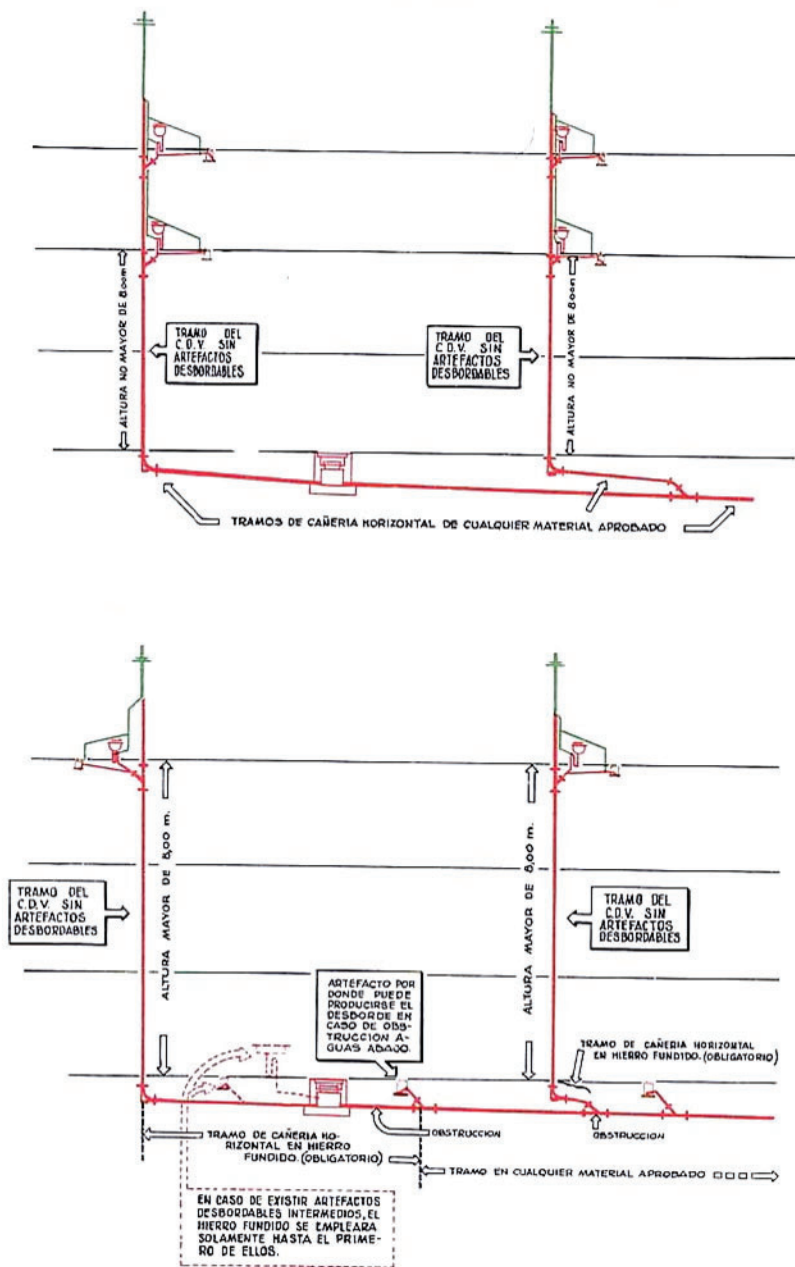 TRAMO DEL
C.D.V. SIN
ARTEFACTOS
DESBORDABLES
TRAMO DEL
C.D.V. SIN
ARTEFACTOS
DESBORDABLES
ALTURA NO MAYOR DE 8.00m
ALTURA NO MAYOR DE 8.00m
TRAMOS DE CAÑERIA HORIZONTAL DE CUALQUIER MATERIAL APROBADO
TRAMO DEL
C.D.V. SIN
ARTEFACTOS
DESBORDABLES
ALTURA MAYOR DE 8,00 m.
ALTURA MAYOR DE 8,00 m.
TRAMO DEL
C.D.V. SIN
ARTEFACTOS
DESBORDABLES
ARTEFACTO POR
DONDE PUEDE
PRODUCIRSE EL
DESBORDE EN
CASO DE OBS-
TRUCCION A-
GUAS ABAJO.
TRAMO DE CAÑERIA HORIZONTAL
EN HIERRO FUNDIDO.(OBLIGATORIO)
TRAMO DE CAÑERIA HO-
RIZONTAL EN HIERRO
FUNDIDO.(OBLIGATORIO)
OBSTRUCCION
OBSTRUCCION
TRAMO EN CUALQUIER MATERIAL APROBADO
EN CASO DE EXISTIR ARTEFACTOS
DESBORDABLES INTERMEDIOS, EL
HIERRO FUNDIDO SE EMPLEARA
SOLAMENTE HASTA EL PRIME-
RO DE ELLOS.